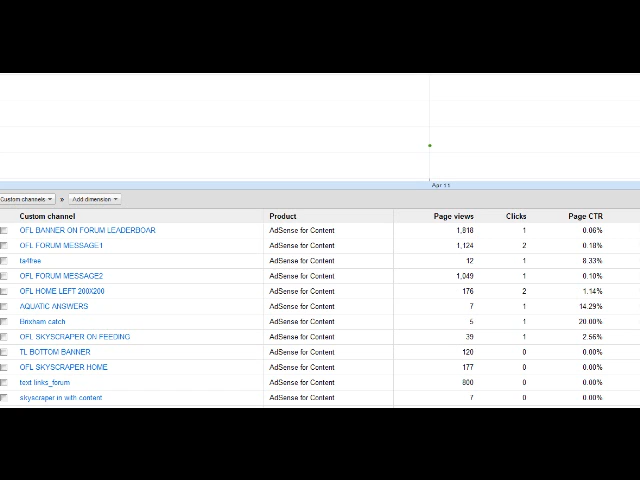 Apr 11
Custom channels » Add dimension
Custom channel Product Page views Clicks Page CTR
OFL BANNER ON FORUM LEADERBOAR AdSense for Content 1,818 1 0.06%
OFL FORUM MESSAGE1 AdSense for Content 1,124 2 0.18%
ta4free AdSense for Content 12 1 8.33%
OFL FORUM MESSAGE2 AdSense for Content 1,049 1 0.10%
OFL HOME LEFT 200X200 AdSense for Content 176 2 1.14%
AQUATIC ANSWERS AdSense for Content 7 1 14.29%
Brixham catch AdSense for Content 5 1 20.00%
OFL SKYSCRAPER ON FEEDING AdSense for Content 39 1 2.56%
TL BOTTOM BANNER AdSense for Content 120 0 0.00%
OFL SKYSCRAPER HOME AdSense for Content 177 0 0.00%
text links_forum AdSense for Content 800 0 0.00%
skyscraper in with content AdSense for Content 7 0 0.00%